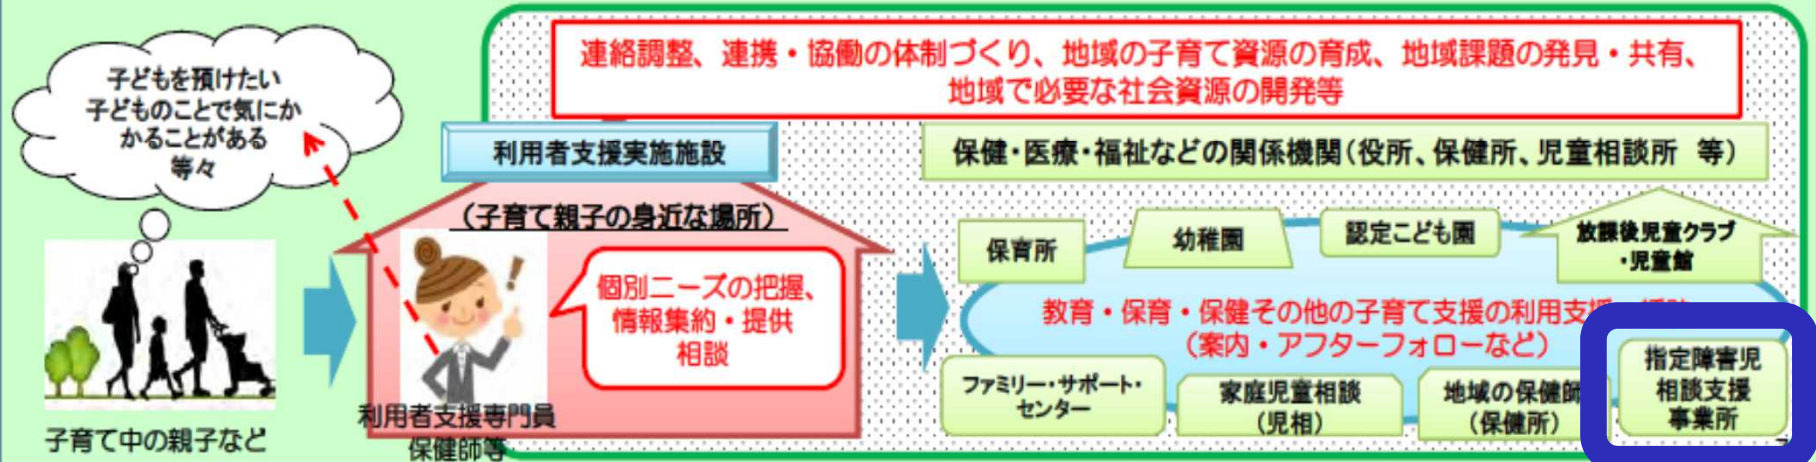 連絡調整、連携・協働の体制づくり、地域の子育て資源の育成、地域課題の発見・共有、
地域で必要な社会資源の開発等
子どもを預けたい
子どものことで気にか
かることがある
等々
子育て中の親子など
利用者支援実施施設
(子育て親子の身近な場所)
個別ニーズの把握、
情報集約・提供
相談
利用者支援専門員
保健師等
保健・医療・福祉などの関係機関(役所、保健所、児童相談所 等)
保育所
幼稚園
認定こども園
放課後児童クラブ
・児童館
教育・保育・保健その他の子育て支援の利用支
(案内・アフターフォローなど)
ファミリー・サポート・
センター
家庭児童相談
(児相)
地域の保健師
(保健所)
指定障害児
相談支援
事業所